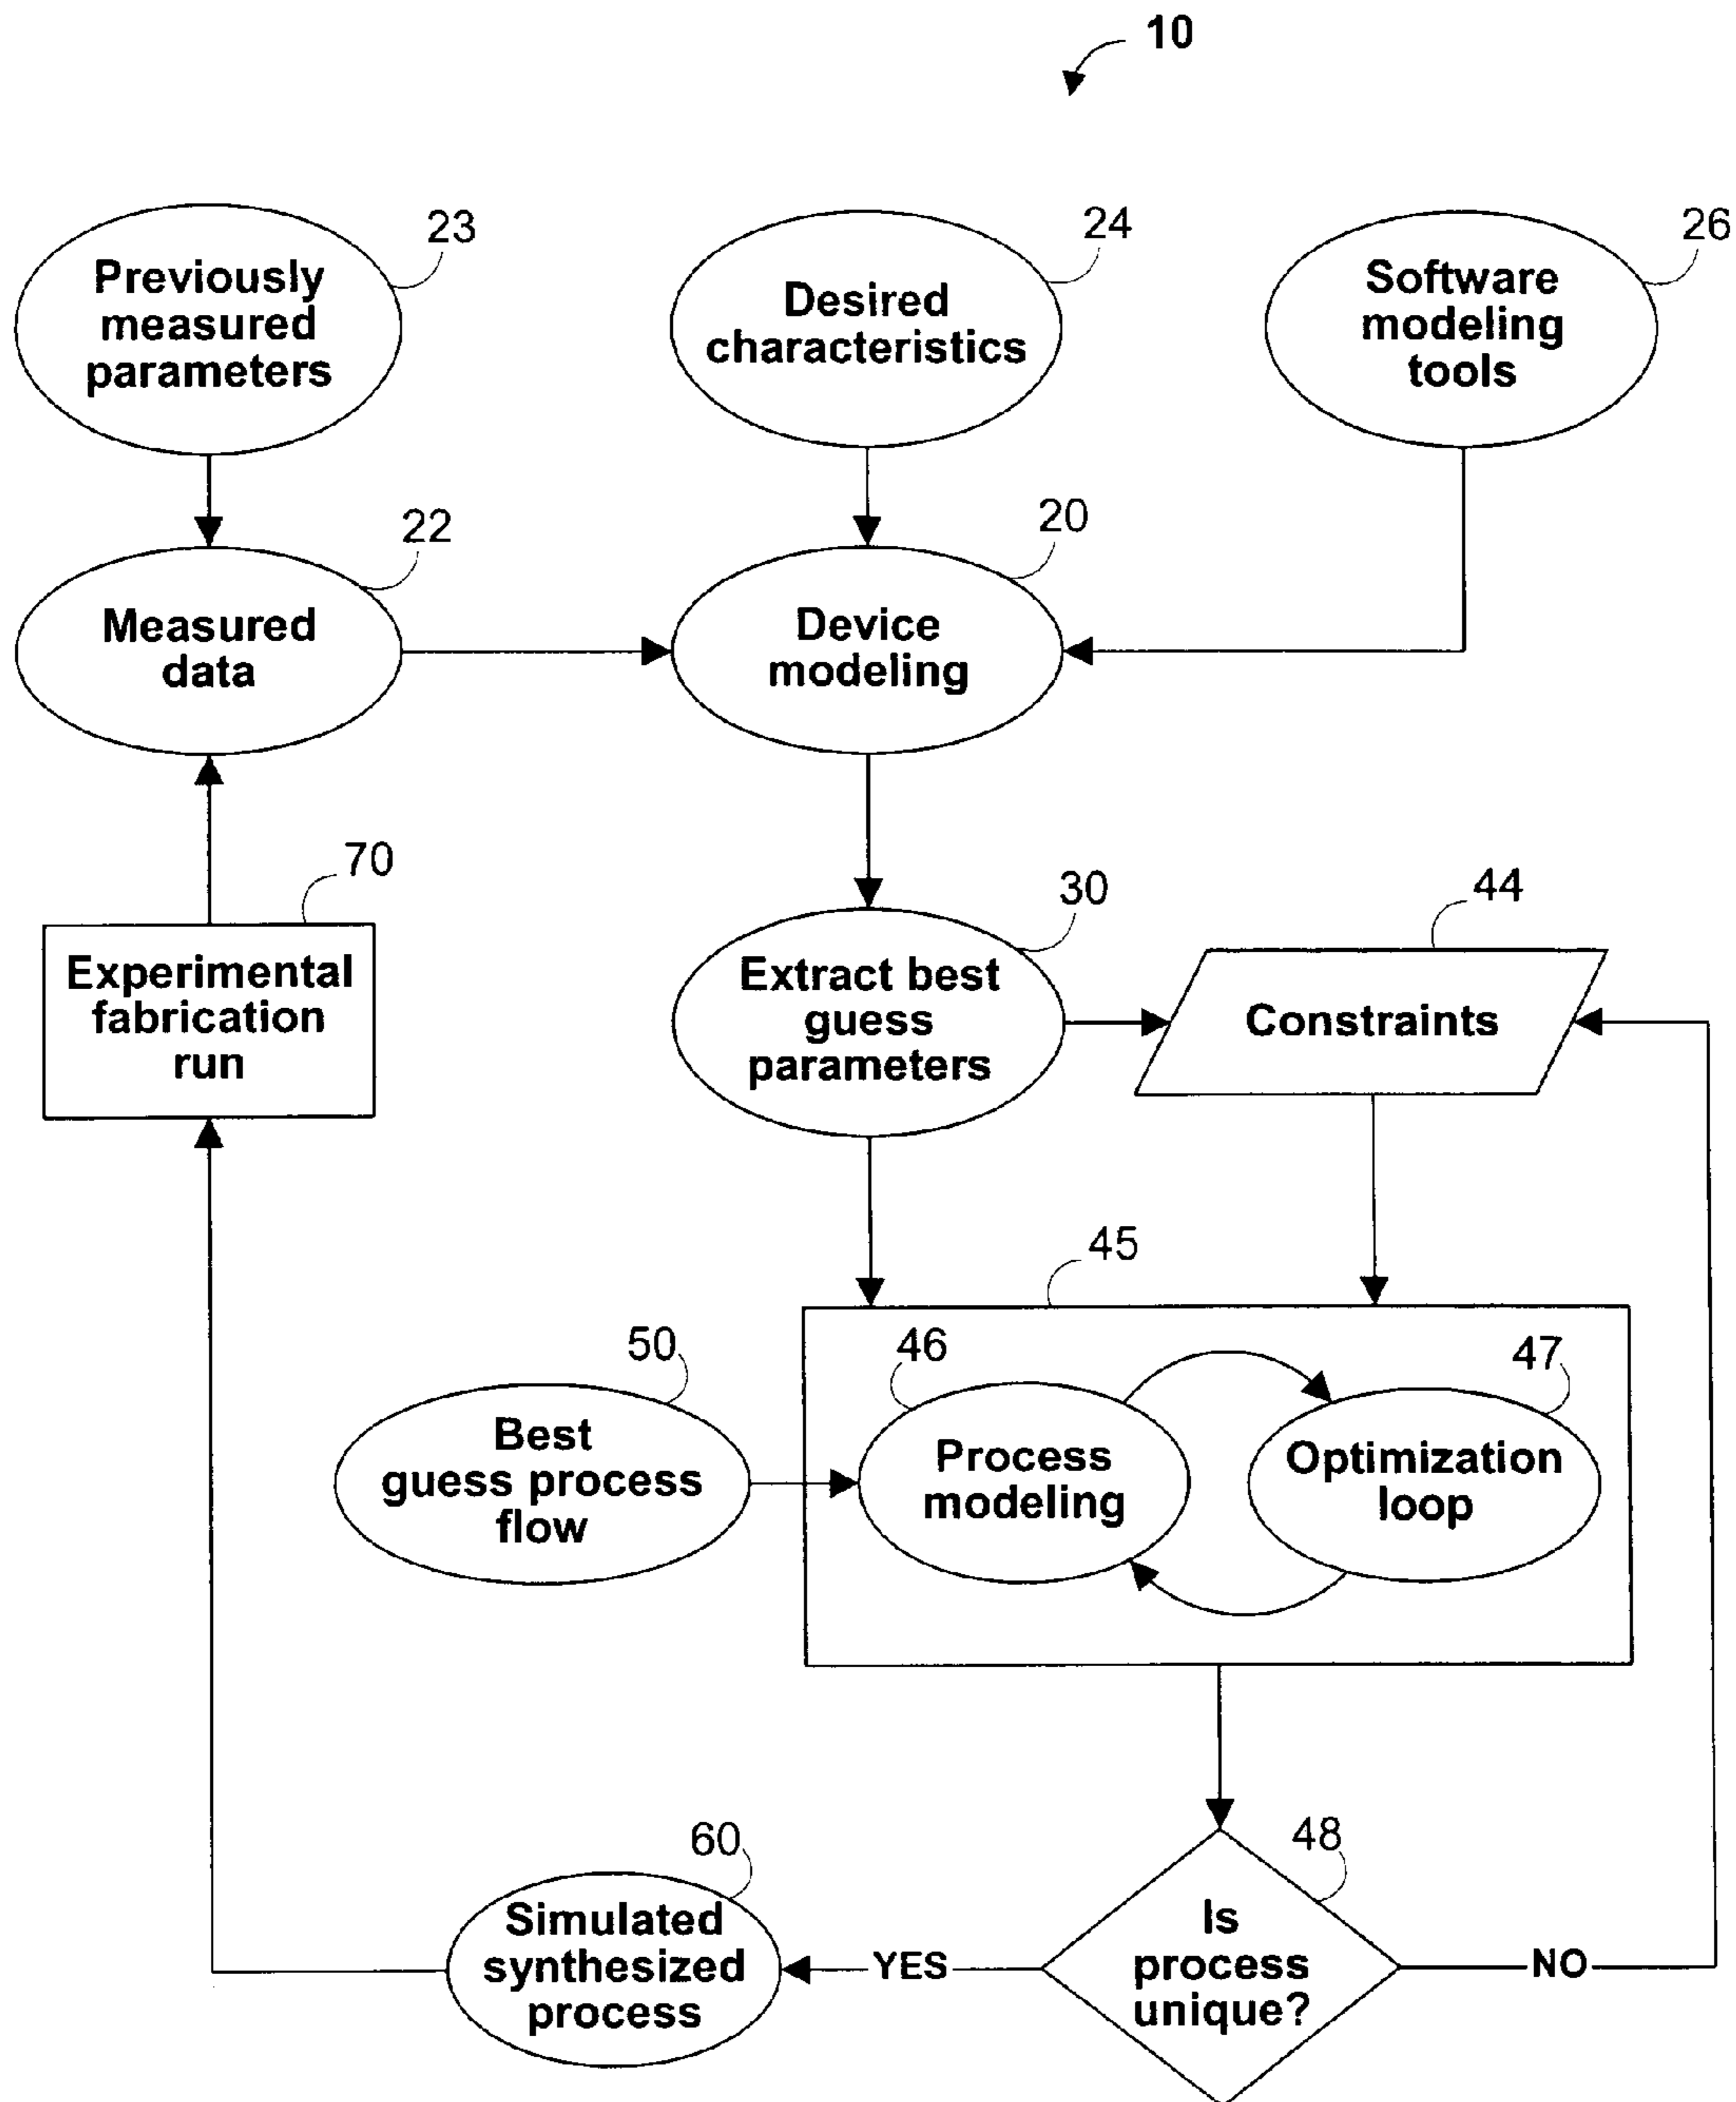 10
23
24
26
Previously
measured
parameters
Desired
characteristics
Software
modeling
tools
22
20
Measured
data
Device
modeling
70
30
44
Experimental
fabrication
run
Extract best
guess
parameters
Constraints
45
50
46
47
Best
guess process
flow
Process
modeling
Optimization
loop
60
48
Simulated
synthesized
process
YES
Is
process
unique?
NO